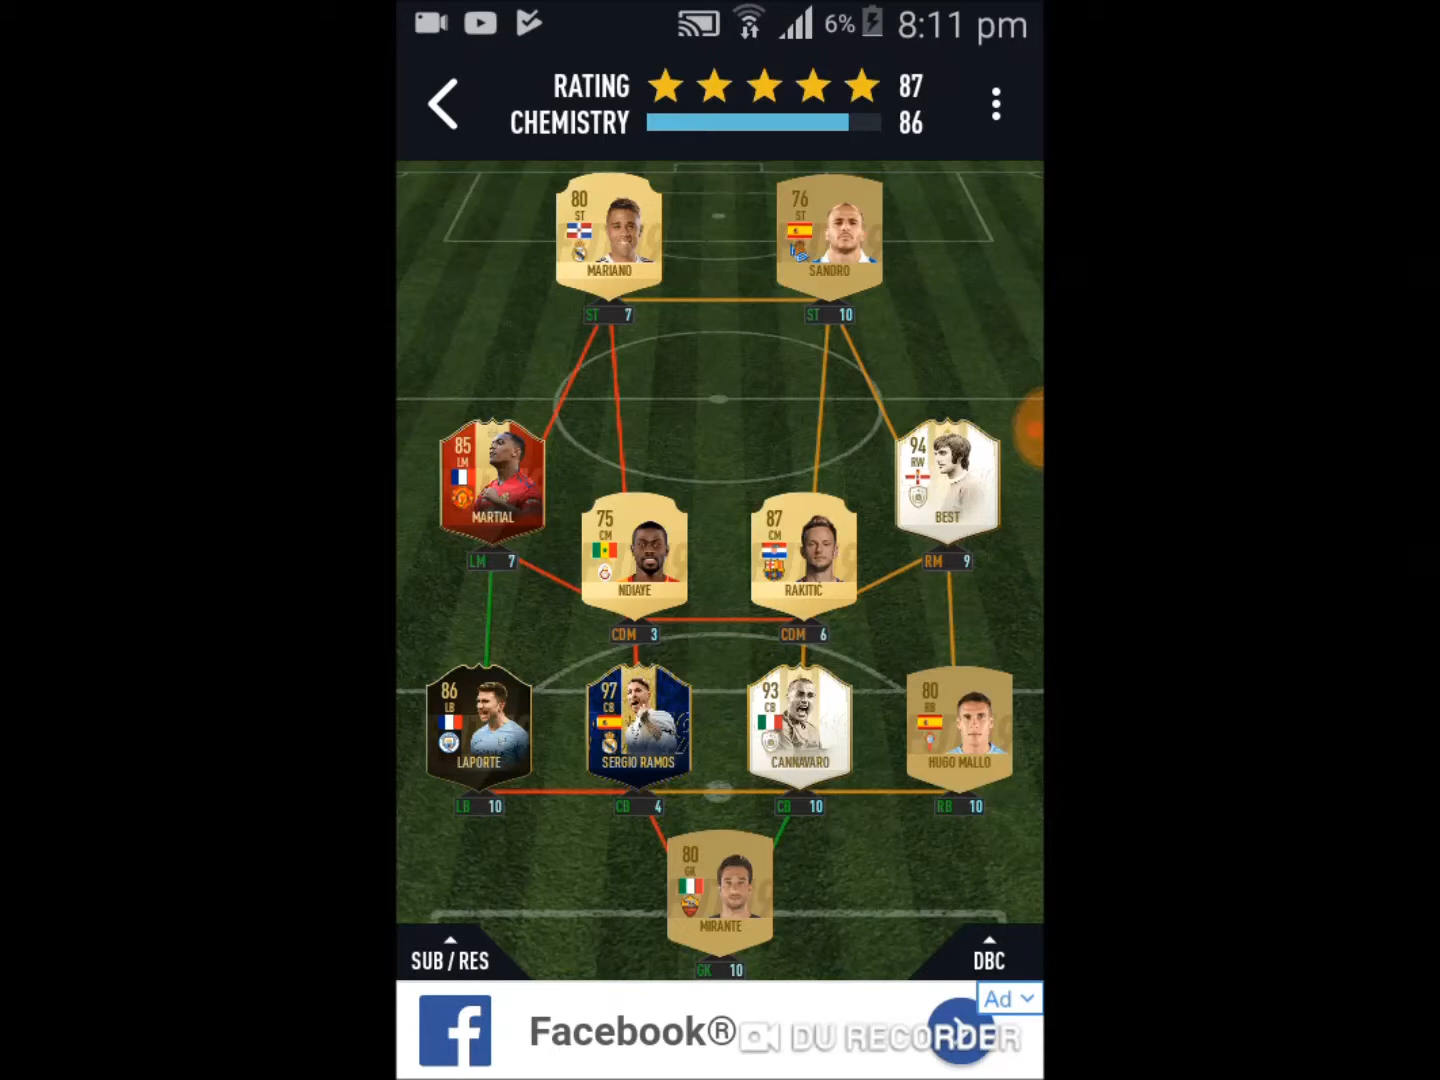 6% 8:11 pm
RATING 87
CHEMISTRY 86
80
ST
MARIANO
ST 7
76
ST
SANDRO
ST 10
85
LM
MARTIAL
LM 7
94
RW
BEST
RM 9
75
CM
NDIAYE
CDM 3
87
CM
RAKITIĆ
CDM 6
86
LB
LAPORTE
LB 10
97
CB
SERGIO RAMOS
CB 4
93
CB
CANNAVARO
CB 10
80
RB
HUGO MALLO
RB 10
80
GK
MIRANTE
GK 10
SUB / RES
DBC
Ad
Facebook®
DU RECORDER